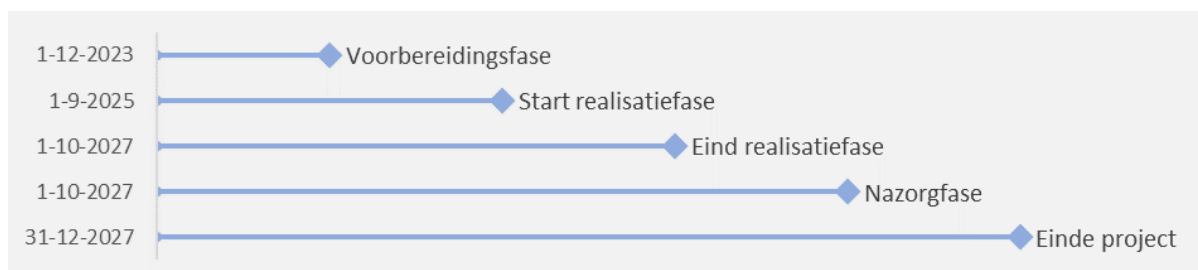 1-12-2023 Voorbereidingsfase
1-9-2025 Start realisatiefase
1-10-2027 Eind realisatiefase
1-10-2027 Nazorgfase
31-12-2027 Einde project